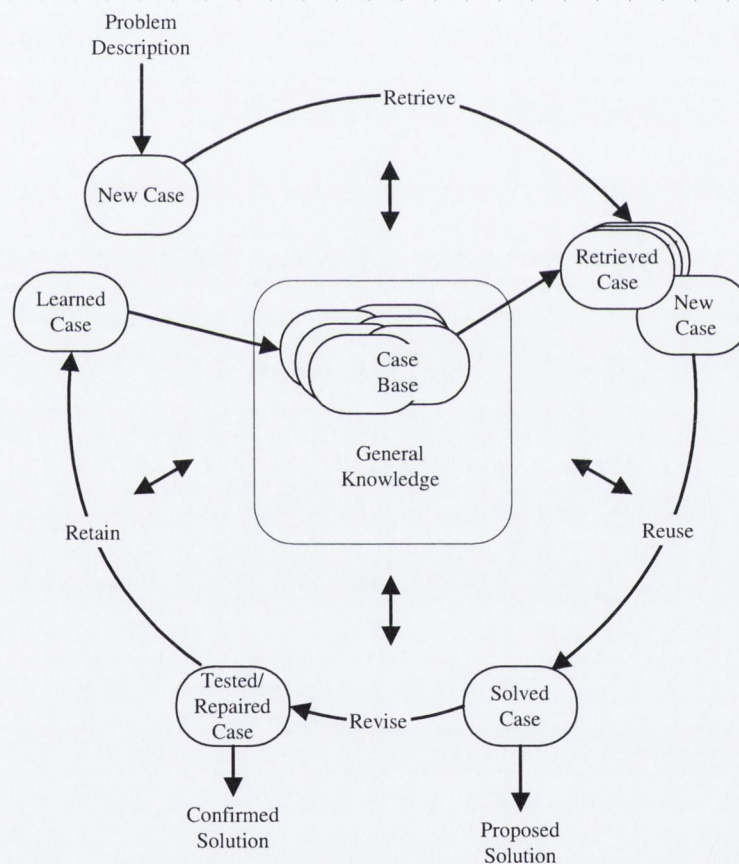 Problem
Description
Retrieve
New Case
Retrieved
Case
Learned
Case
New
Case
Case
Base
General
Knowledge
Retain
Reuse
Tested/
Repaired
Case
Revise
Solved
Case
Confirmed
Solution
Proposed
Solution